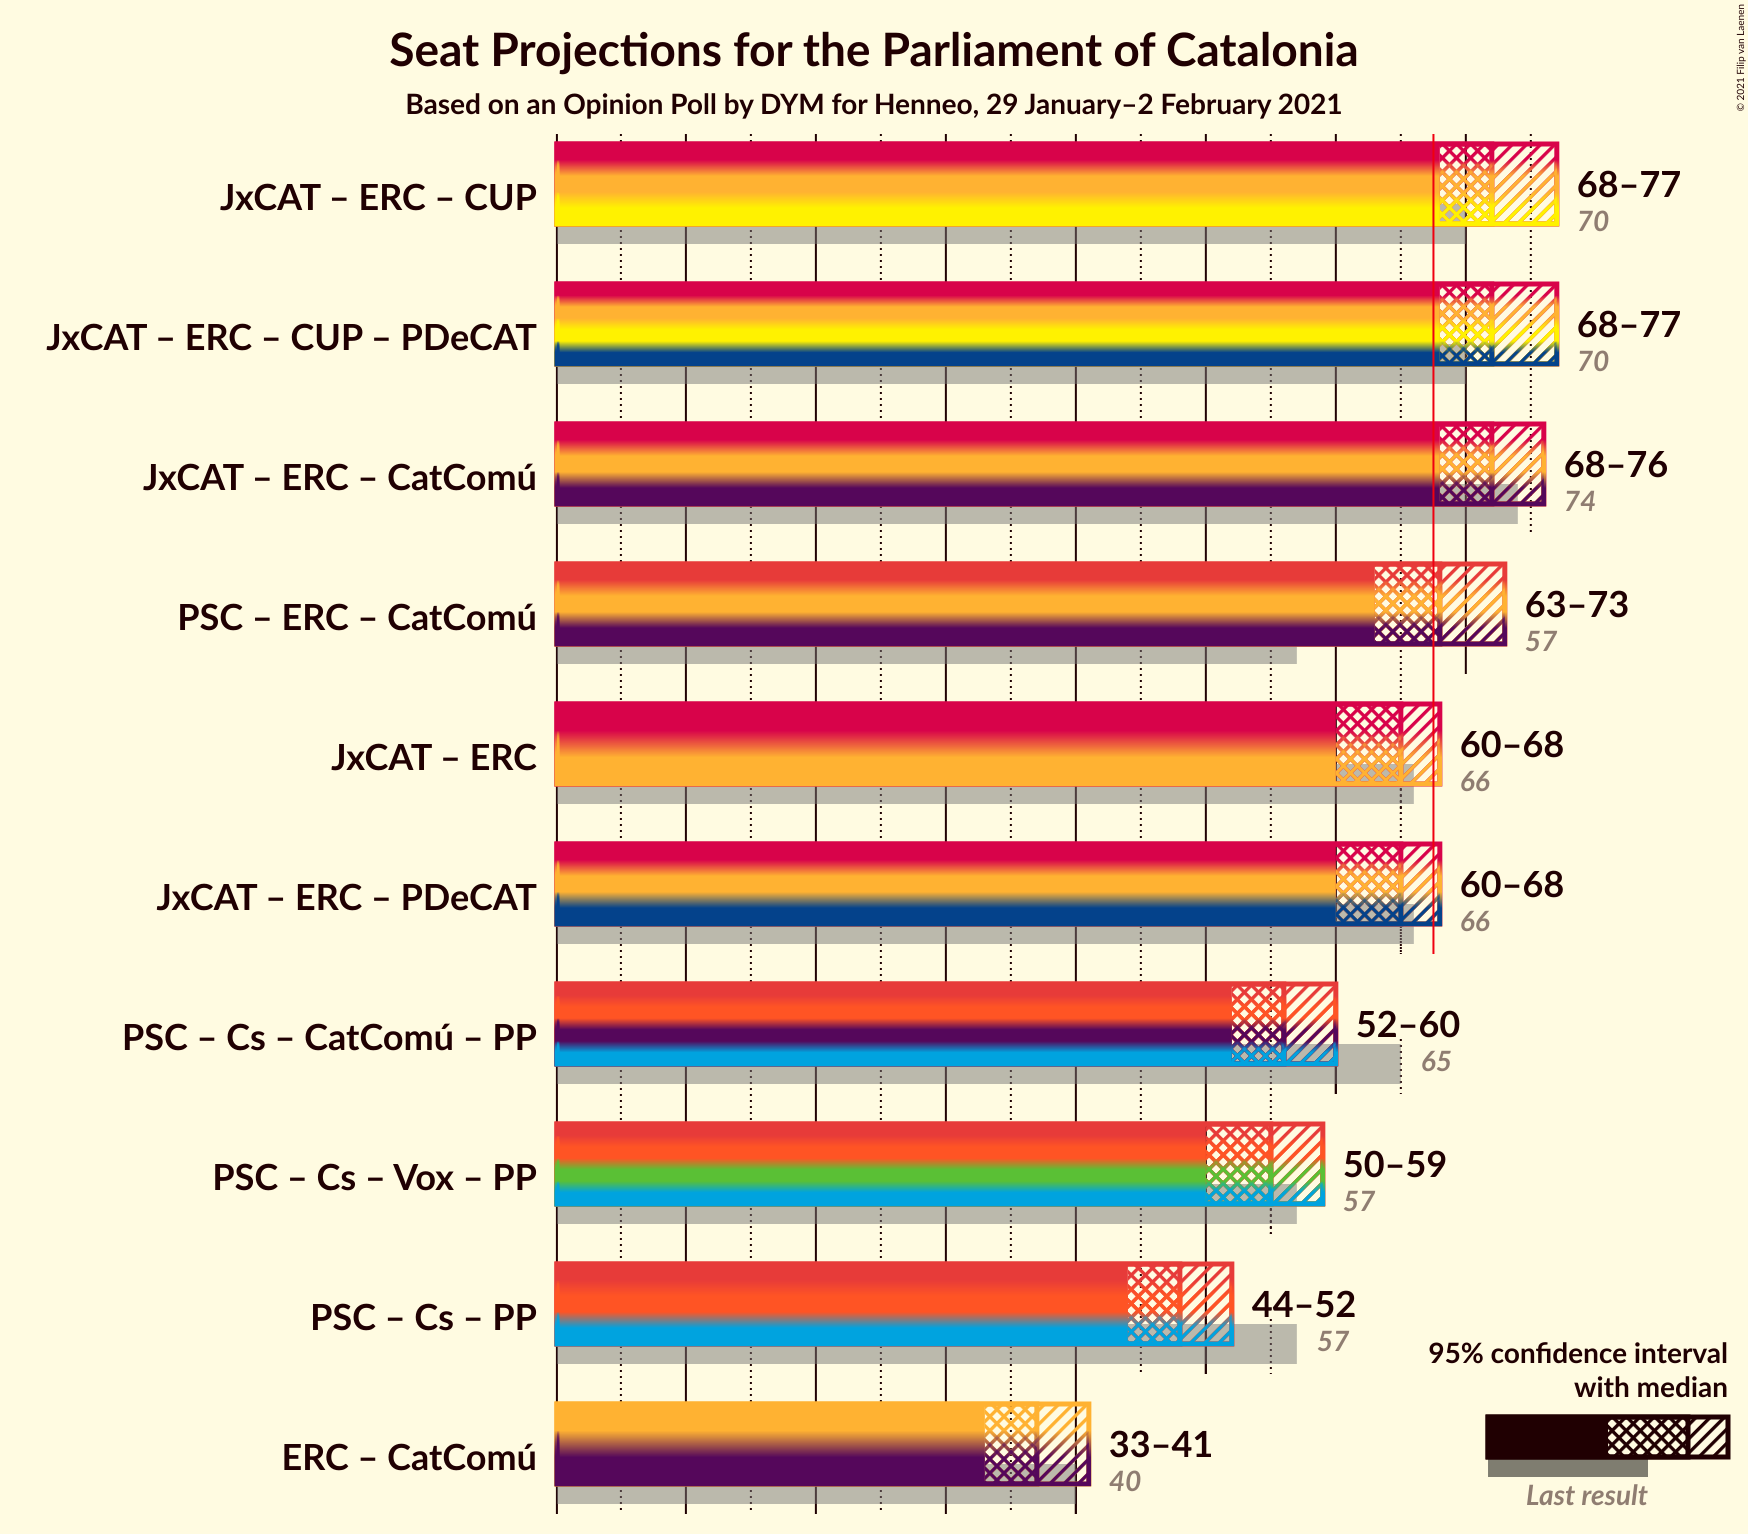 Seat Projections for the Parliament of Catalonia
Based on an Opinion Poll by DYM for Henneo, 29 January–2 February 2021
© 2021 Filip van Laenen
JxCAT – ERC – CUP
68–77
70
JxCAT – ERC – CUP – PDeCAT
68–77
70
JxCAT – ERC – CatComú
68–76
74
PSC – ERC – CatComú
63–73
57
JxCAT – ERC
60–68
66
JxCAT – ERC – PDeCAT
60–68
66
PSC – Cs – CatComú – PP
52–60
65
PSC – Cs – Vox – PP
50–59
57
PSC – Cs – PP
44–52
57
ERC – CatComú
33–41
40
95% confidence interval
with median
Last result